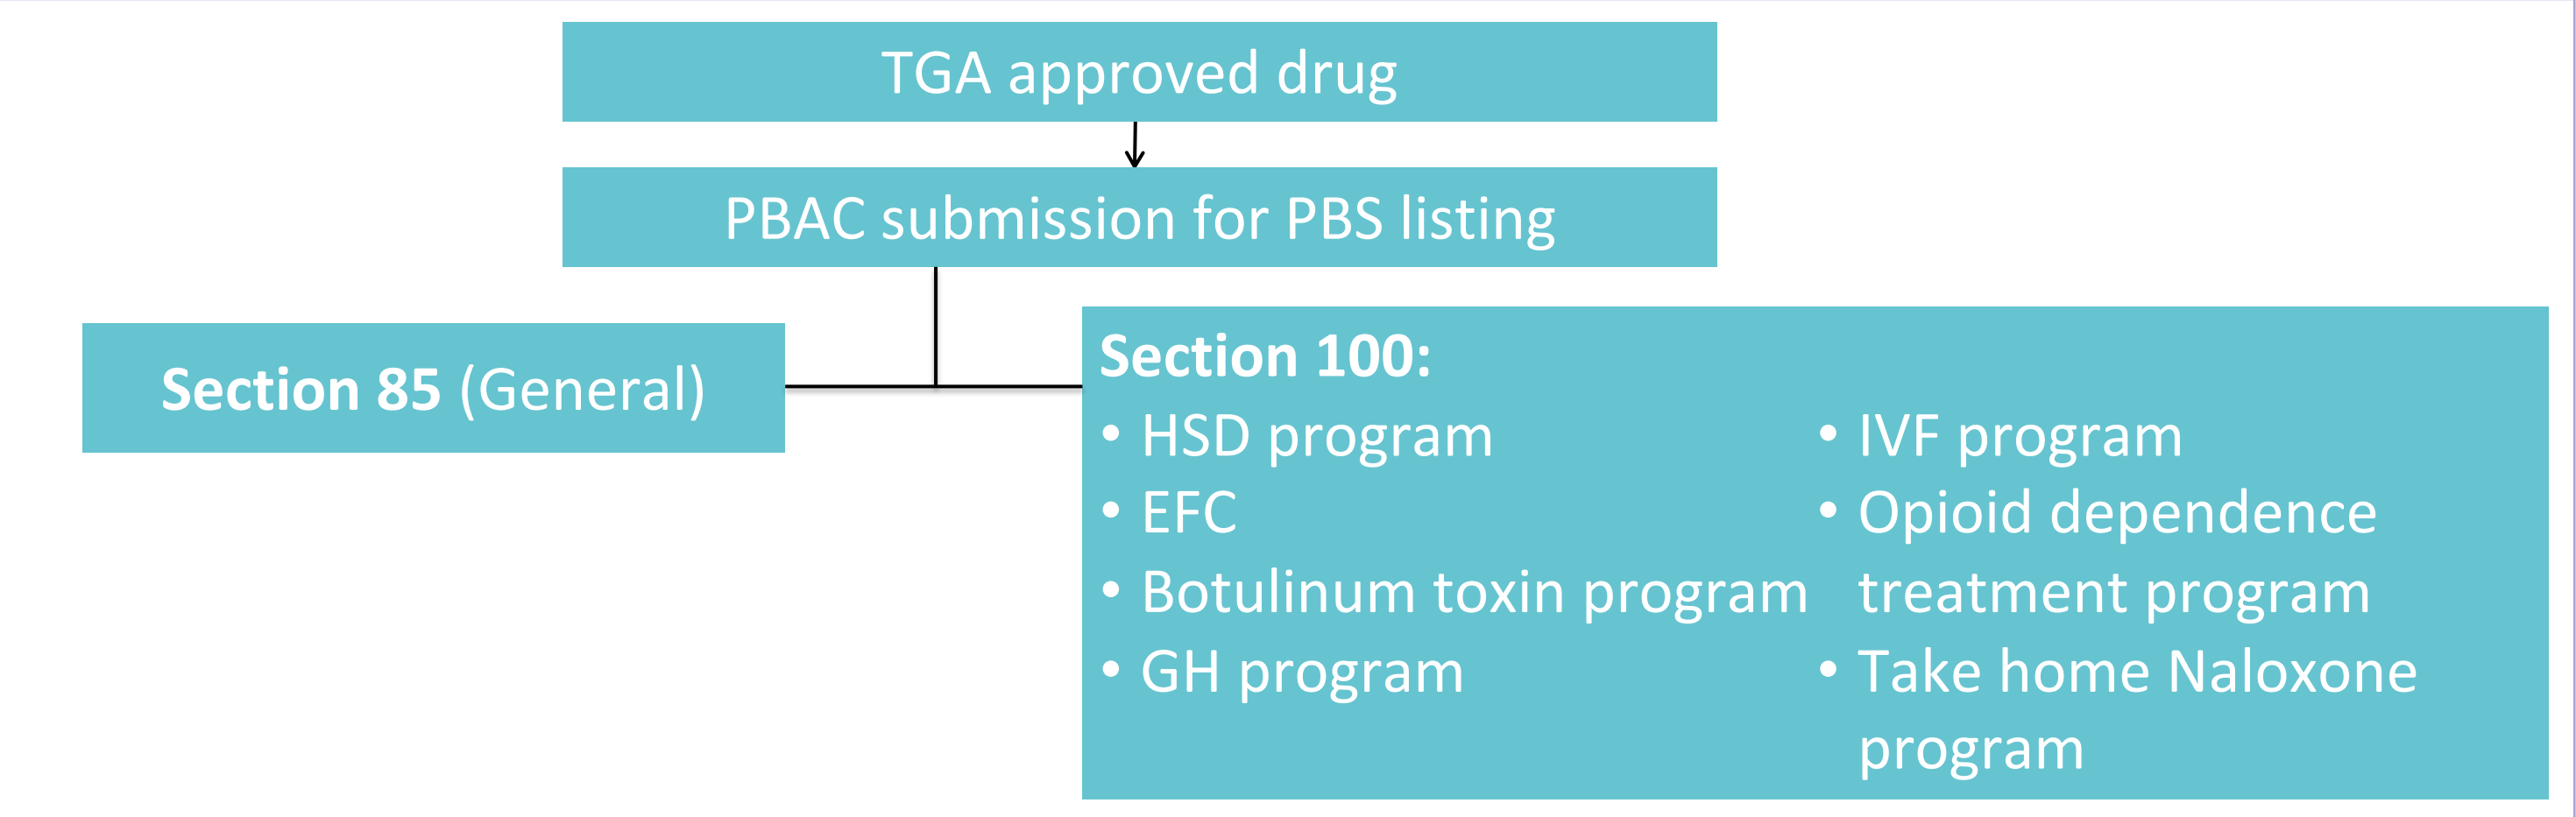 TGA approved drug
PBAC submission for PBS listing
Section 85 (General)
Section 100:
• HSD program
• EFC
• Botulinum toxin program
• GH program
• IVF program
• Opioid dependence
treatment program
• Take home Naloxone
program